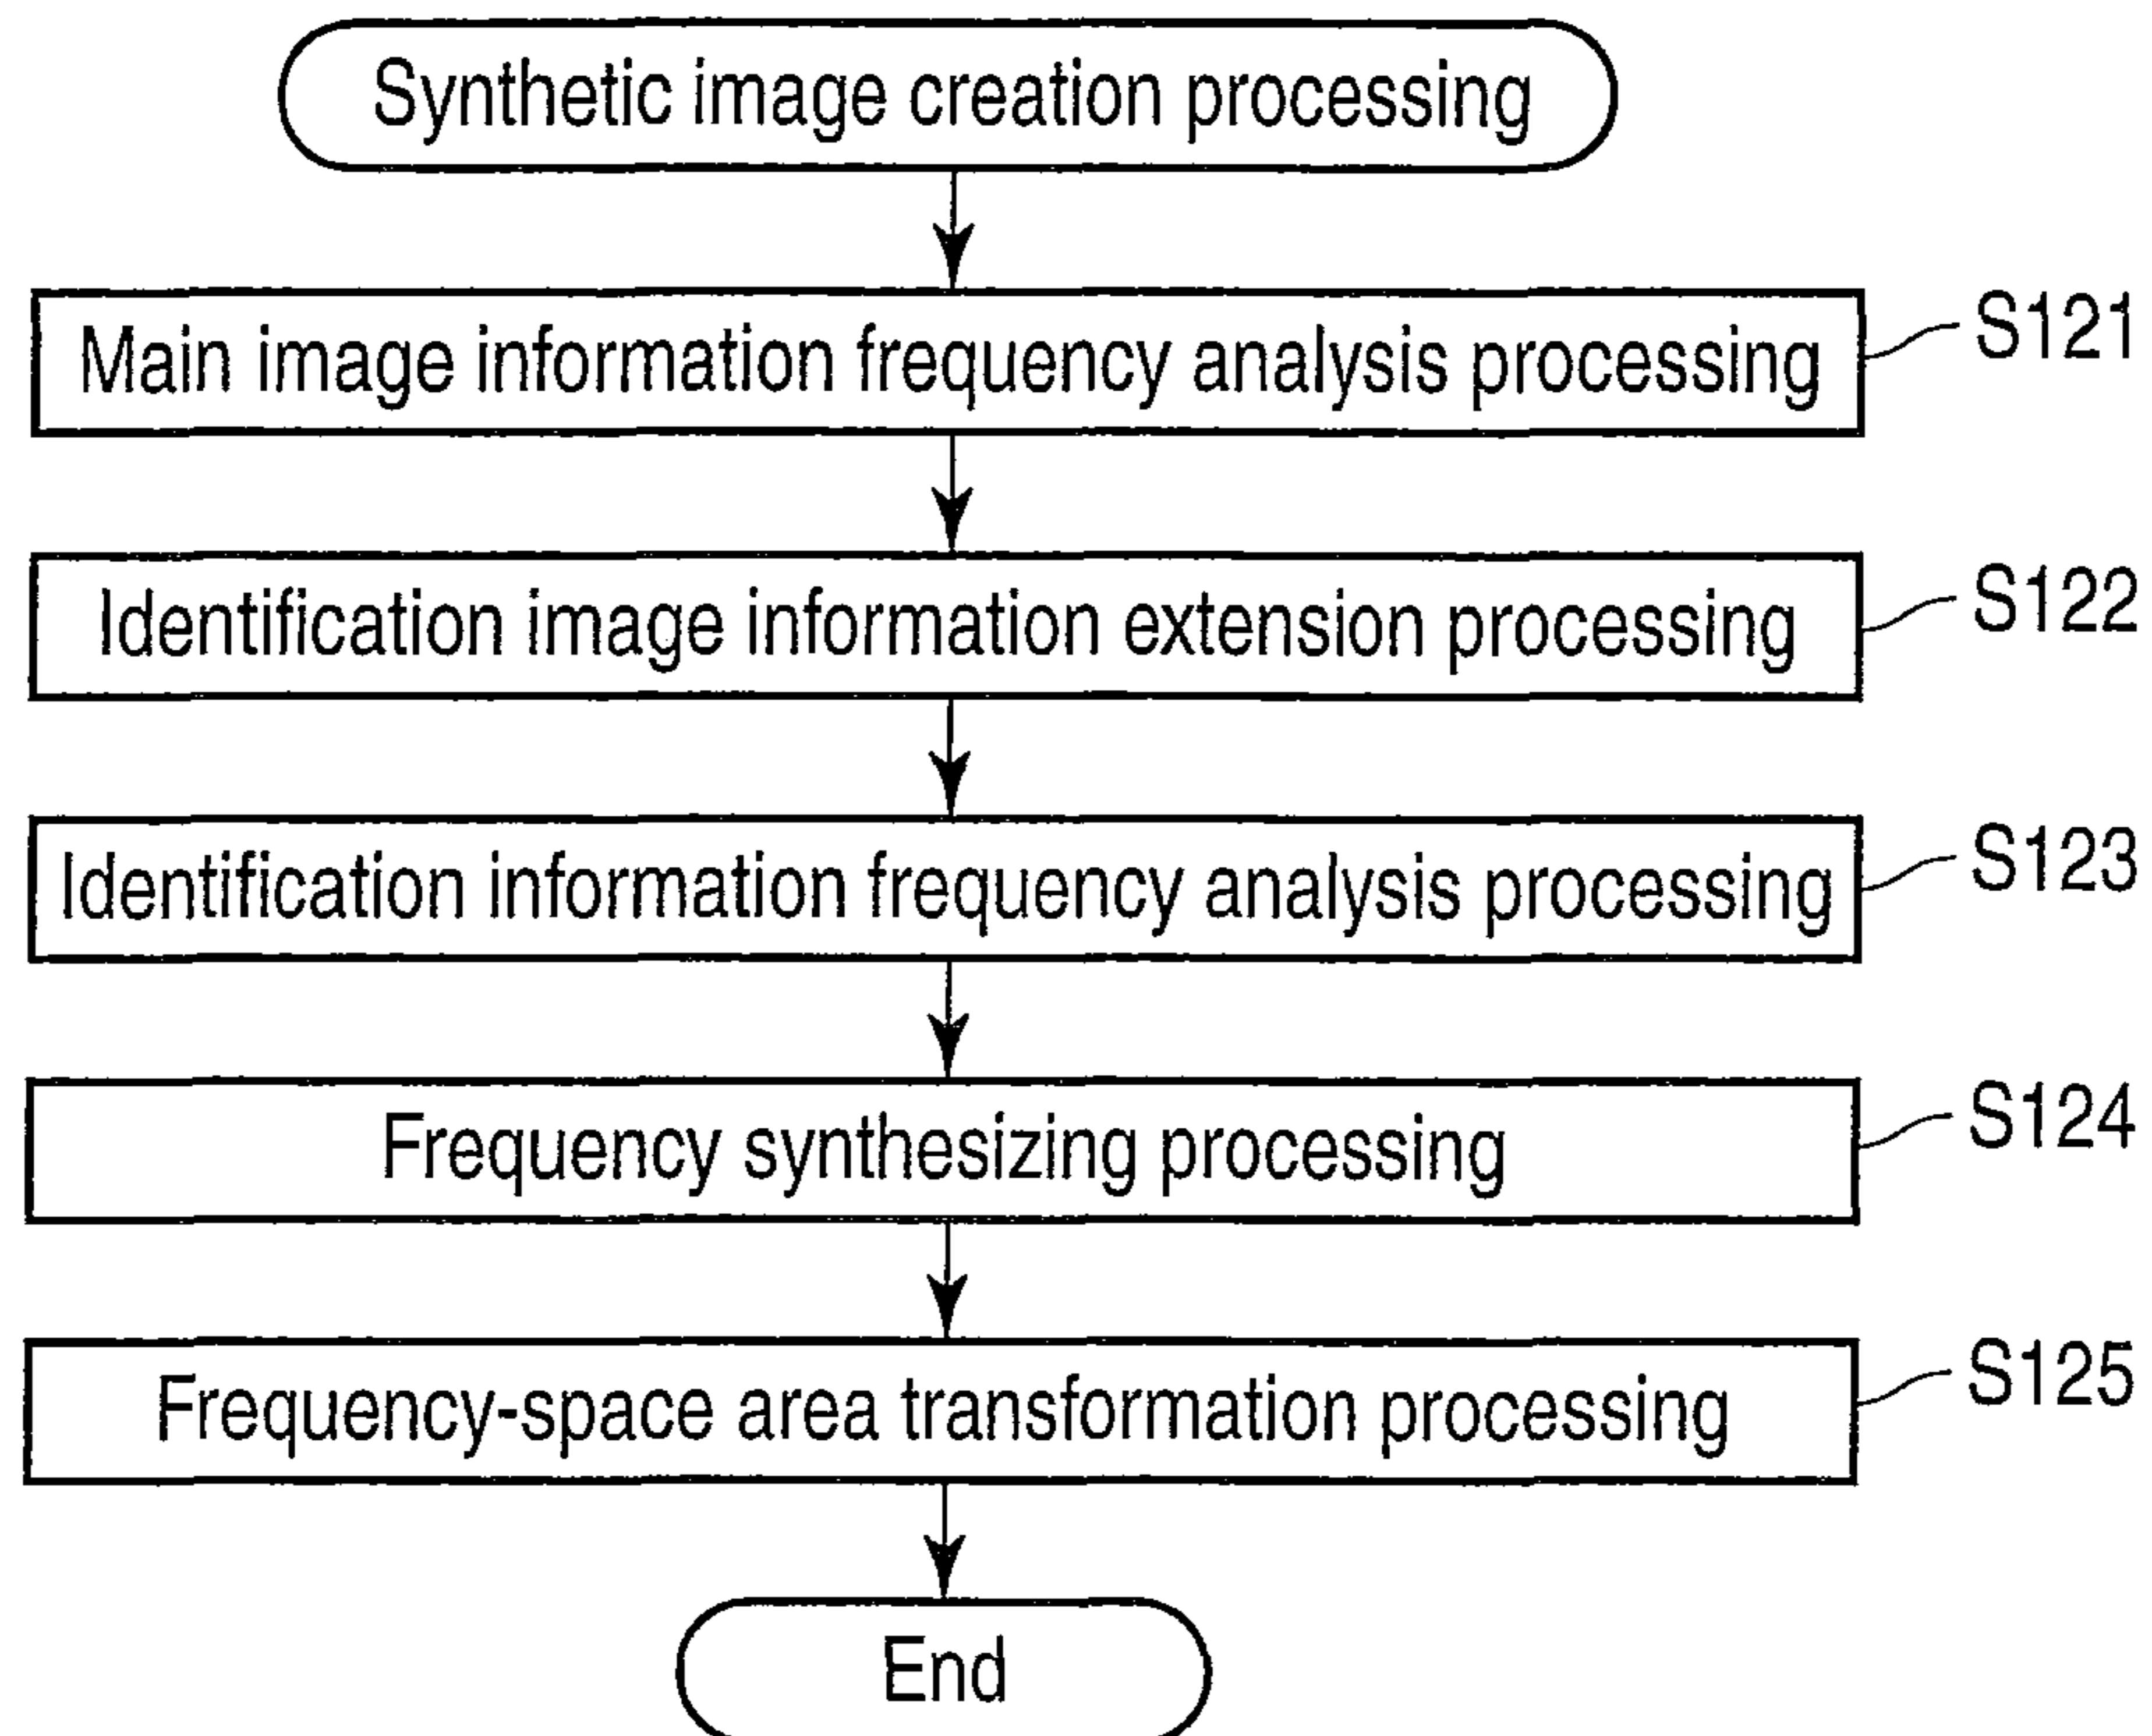 Synthetic image creation processing
Main image information frequency analysis processing
S121
Identification image information extension processing
S122
Identification information frequency analysis processing
S123
Frequency synthesizing processing
S124
Frequency-space area transformation processing
S125
End